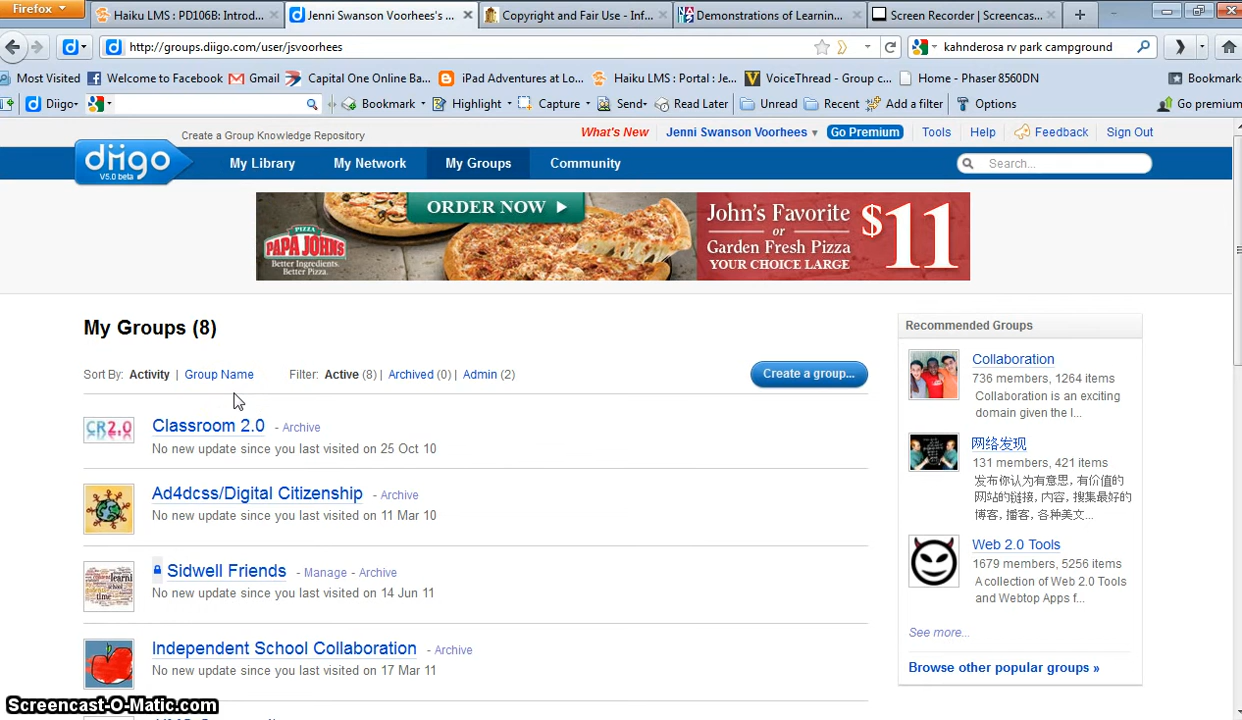 Firefox
Haiku LMS : PD106B: Introd...
Jenni Swanson Voorhees's ...
Copyright and Fair Use - Inf...
Demonstrations of Learning...
Screen Recorder | Screencas...
http://groups.diigo.com/user/jsvoorhees
kahnderosa rv park campground
Most Visited
Welcome to Facebook
Gmail
Capital One Online Ba...
iPad Adventures at Lo...
Haiku LMS : Portal : Je...
VoiceThread - Group c...
Home - Phaser 8560DN
Bookmark
Diigo
Bookmark
Highlight
Capture
Send
Read Later
Unread
Recent
Add a filter
Options
Go premium
Create a Group Knowledge Repository
What's New
Jenni Swanson Voorhees
Go Premium
Tools
Help
Feedback
Sign Out
diigo
V5.0 beta
My Library
My Network
My Groups
Community
Search...
ORDER NOW
PIZZA
PAPA JOHNS
Better Ingredients.
Better Pizza.
John's Favorite
or
Garden Fresh Pizza
YOUR CHOICE LARGE
$11
My Groups (8)
Sort By: Activity | Group Name Filter: Active (8) Archived (0) Admin (2)
Create a group...
CR2.0
Classroom 2.0 - Archive
No new update since you last visited on 25 Oct 10
Ad4dcss/Digital Citizenship - Archive
No new update since you last visited on 11 Mar 10
Sidwell Friends - Manage - Archive
No new update since you last visited on 14 Jun 11
Independent School Collaboration - Archive
No new update since you last visited on 17 Mar 11
Recommended Groups
Collaboration
736 members, 1264 items
Collaboration is an exciting
domain given the I...
网络发现
131 members, 421 items
发布你认为有意思，有价值的
网站的链接，内容，搜集最好的
博客，播客，各种美文...
Web 2.0 Tools
1679 members, 5256 items
A collection of Web 2.0 Tools
and Webtop Apps f...
See more...
Browse other popular groups »
Screencast-O-Matic.com